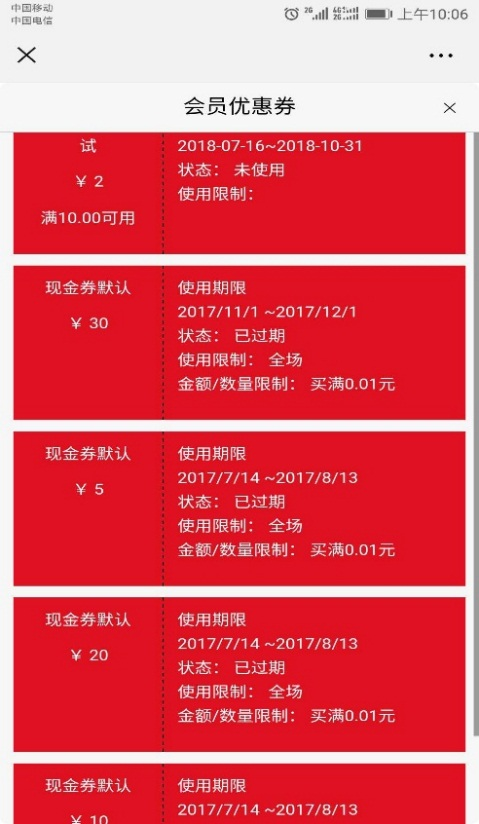 中国移动
中国电信
上午10:06
会员优惠券
试
¥ 2
满10.00可用
2018-07-16~2018-10-31
状态： 未使用
使用限制：
现金券默认
¥ 30
使用期限
2017/11/1 ~2017/12/1
状态： 已过期
使用限制： 全场
金额/数量限制： 买满0.01元
现金券默认
¥ 5
使用期限
2017/7/14 ~2017/8/13
状态： 已过期
使用限制： 全场
金额/数量限制： 买满0.01元
现金券默认
¥ 20
使用期限
2017/7/14 ~2017/8/13
状态： 已过期
使用限制： 全场
金额/数量限制： 买满0.01元
现金券默认
¥ 10
使用期限
2017/7/14 ~2017/8/13